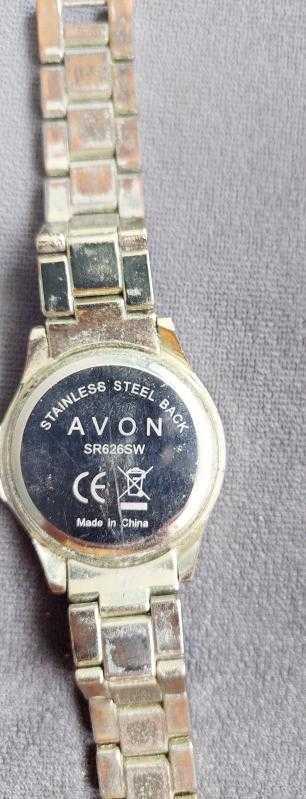 STAINLESS STEEL BACK
AVON
SR626SW
CE
Made in China